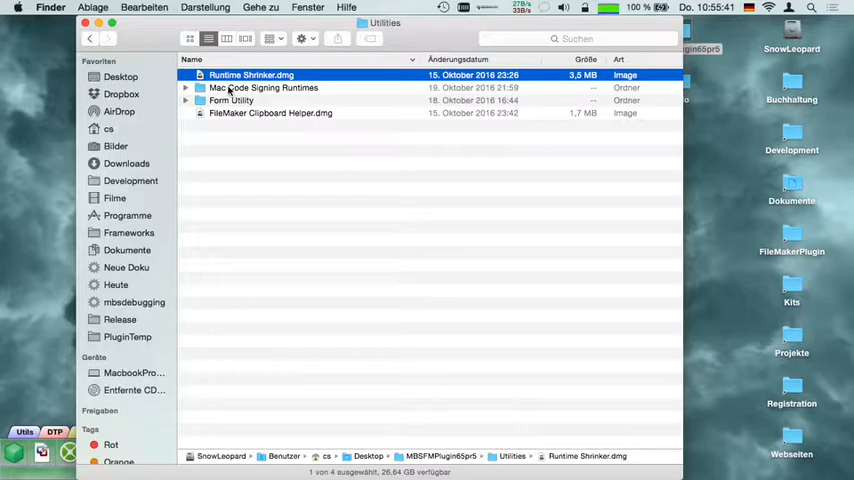 Finder Ablage Bearbeiten Darstellung Gehe zu Fenster Hilfe 27B/s 33B/s 100 % Do. 10:55:41
Utilities
Suchen
Name Änderungsdatum Größe Art
Runtime Shrinker.dmg 15. Oktober 2016 23:26 3,5 MB Image
Mac Code Signing Runtimes 19. Oktober 2016 21:59 -- Ordner
Form Utility 18. Oktober 2016 16:44 -- Ordner
FileMaker Clipboard Helper.dmg 15. Oktober 2016 23:42 1,7 MB Image
Favoriten
Desktop
Dropbox
AirDrop
cs
Bilder
Downloads
Development
Filme
Programme
Frameworks
Dokumente
Neue Doku
Heute
mbsdebugging
Release
PluginTemp
Geräte
MacbookPro...
Entfernte CD...
Freigaben
Tags
Rot
Orange
SnowLeopard Benutzer cs Desktop MBSFMPlugin65pr5 Utilities Runtime Shrinker.dmg
1 von 4 ausgewählt, 26,64 GB verfügbar
ugin65pr5
SnowLeopard
Buchhaltung
Development
Dokumente
FileMakerPlugin
Kits
Projekte
Registration
Webseiten
Utils DTP